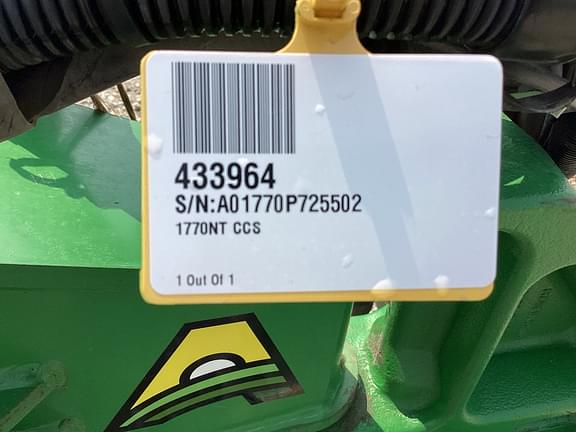 433964
S/N:A01770P725502
1770NT CCS
1 Out Of 1